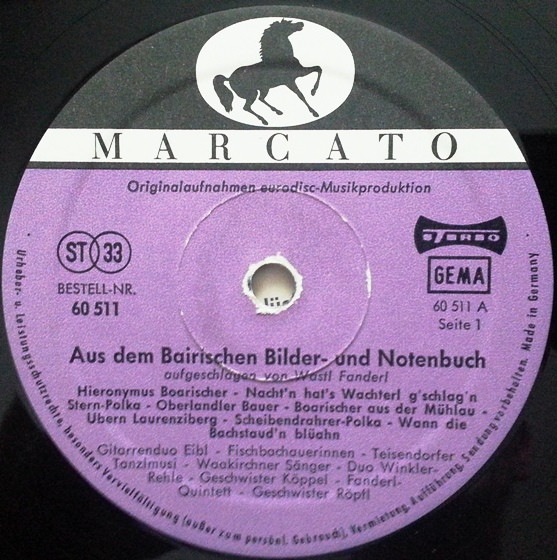 MARCATO
Originalaufnahmen eurodisc-Musikproduktion
ST 33
STEREO
GEMA
BESTELL-NR.
60 511
60 511 A
Seite 1
Aus dem Bairischen Bilder- und Notenbuch
aufgeschlagen von Wastl Fanderl
Hieronymus Boarischer - Nacht'n hat's Wachterl g'schlag'n
Stern-Polka - Oberlandler Bauer - Boarischer aus der Mühlau -
Ubern Laurenziberg - Scheibendrahrer-Polka - Wann die
Bachstaud'n blüahn
Gitarrenduo Eibl - Fischbachauerinnen - Teisendorfer
Tanzlmusi - Waakirchner Sänger - Duo Winkler-
Rehle - Geschwister Köppel - Fanderl-
Quintett - Geschwister Röpfl
Urheber- u. Leistungsschutzrechte, besonders Vervielfältigung (außer zum persönl. Gebrauch), Vermietung, Aufführung, Sendung vorbehalten. Made in Germany